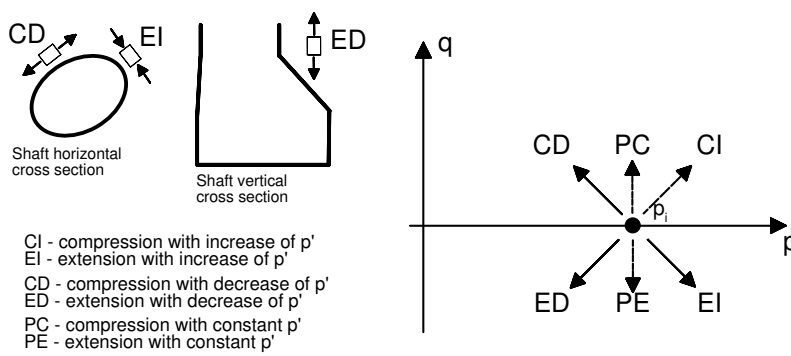 CD
EI
ED
Shaft horizontal
cross section
Shaft vertical
cross section
CI - compression with increase of p'
EI - extension with increase of p'
CD - compression with decrease of p'
ED - extension with decrease of p'
PC - compression with constant p'
PE - extension with constant p'
q
CD
PC
CI
pᵢ
p
ED
PE
EI